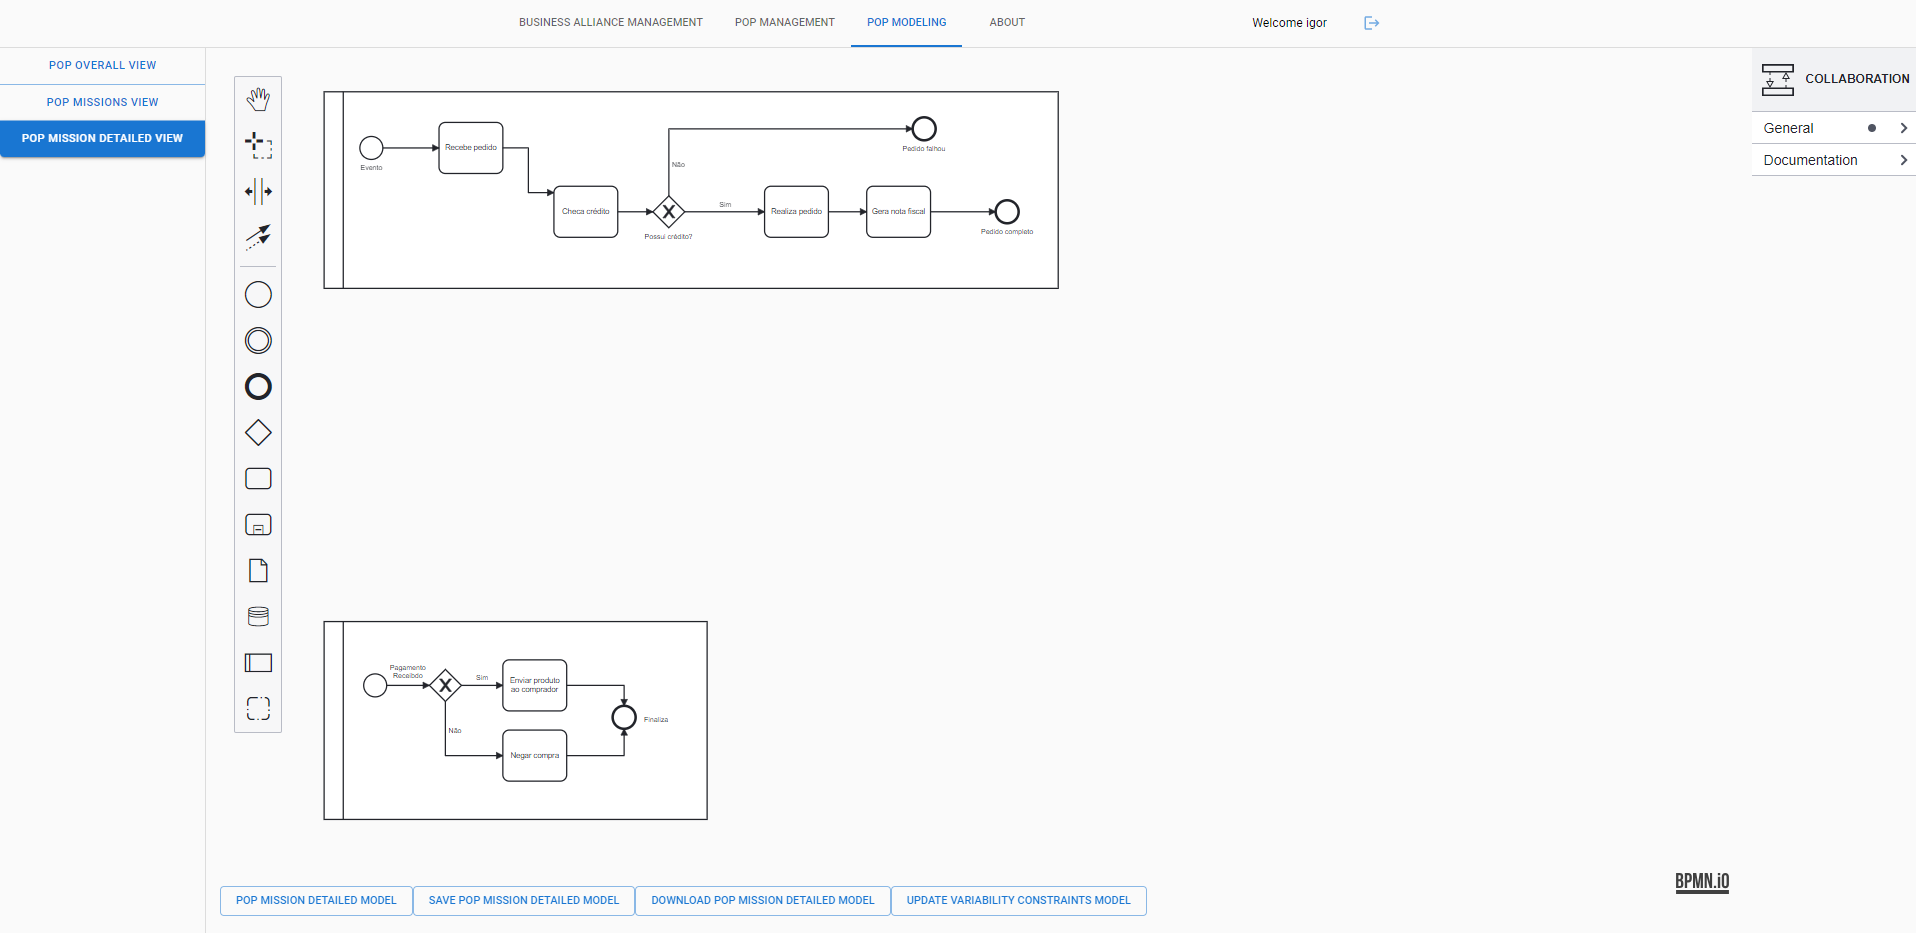 BUSINESS ALLIANCE MANAGEMENT
POP MANAGEMENT
POP MODELING
ABOUT
Welcome igor
POP OVERALL VIEW
POP MISSIONS VIEW
POP MISSION DETAILED VIEW
COLLABORATION
General
Documentation
Evento
Recebe pedido
Checa crédito
Possui crédito?
Não
Pedido falhou
Sim
Realiza pedido
Gera nota fiscal
Pedido completo
Pagamento
Receibdo
Sim
Enviar produto
ao comprador
Não
Negar compra
Finaliza
BPMN.iO
POP MISSION DETAILED MODEL
SAVE POP MISSION DETAILED MODEL
DOWNLOAD POP MISSION DETAILED MODEL
UPDATE VARIABILITY CONSTRAINTS MODEL